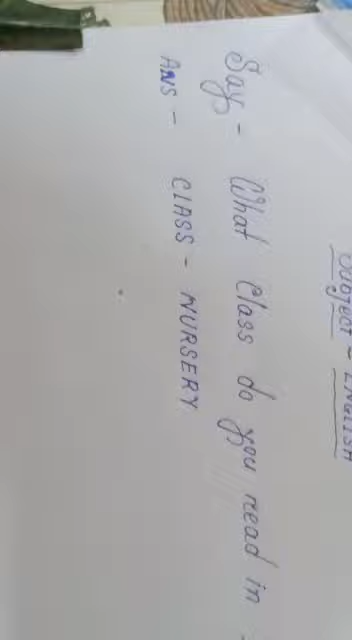 SUBJECT - ENGLISH
Say - What class do you read in -
ANS - ClASS - NURSERY